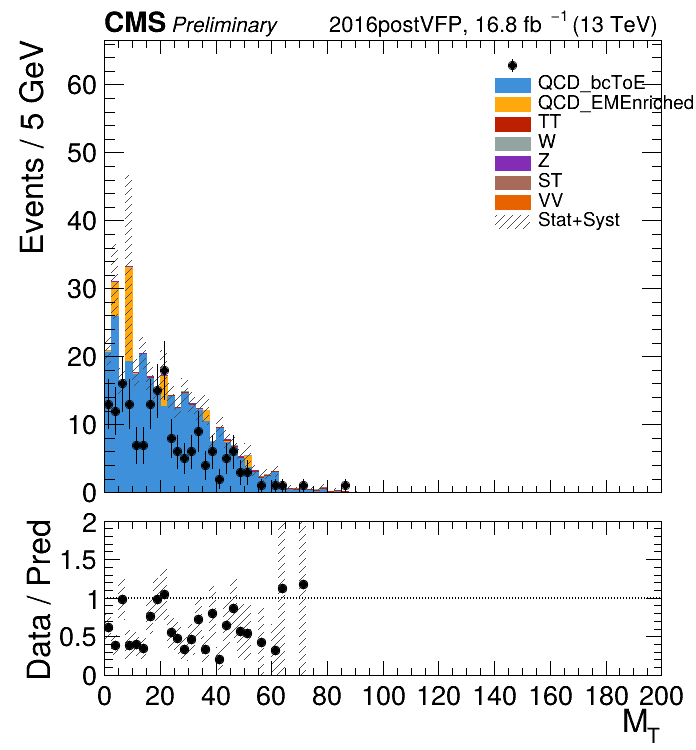 CMS Preliminary 2016postVFP, 16.8 fb⁻¹ (13 TeV)
Events / 5 GeV
60
50
40
30
20
10
0
QCD_bcToE
QCD_EMEnriched
TT
W
Z
ST
VV
Stat+Syst
Data / Pred
2
1.5
1
0.5
0
0 20 40 60 80 100 120 140 160 180 200
M_T